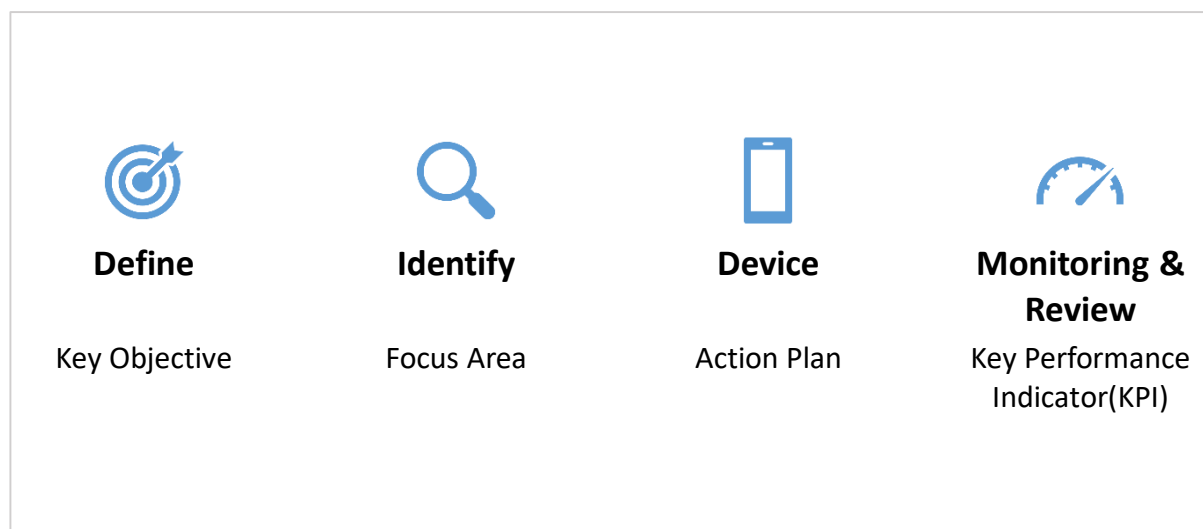 Define
Key Objective
Identify
Focus Area
Device
Action Plan
Monitoring &
Review
Key Performance
Indicator(KPI)